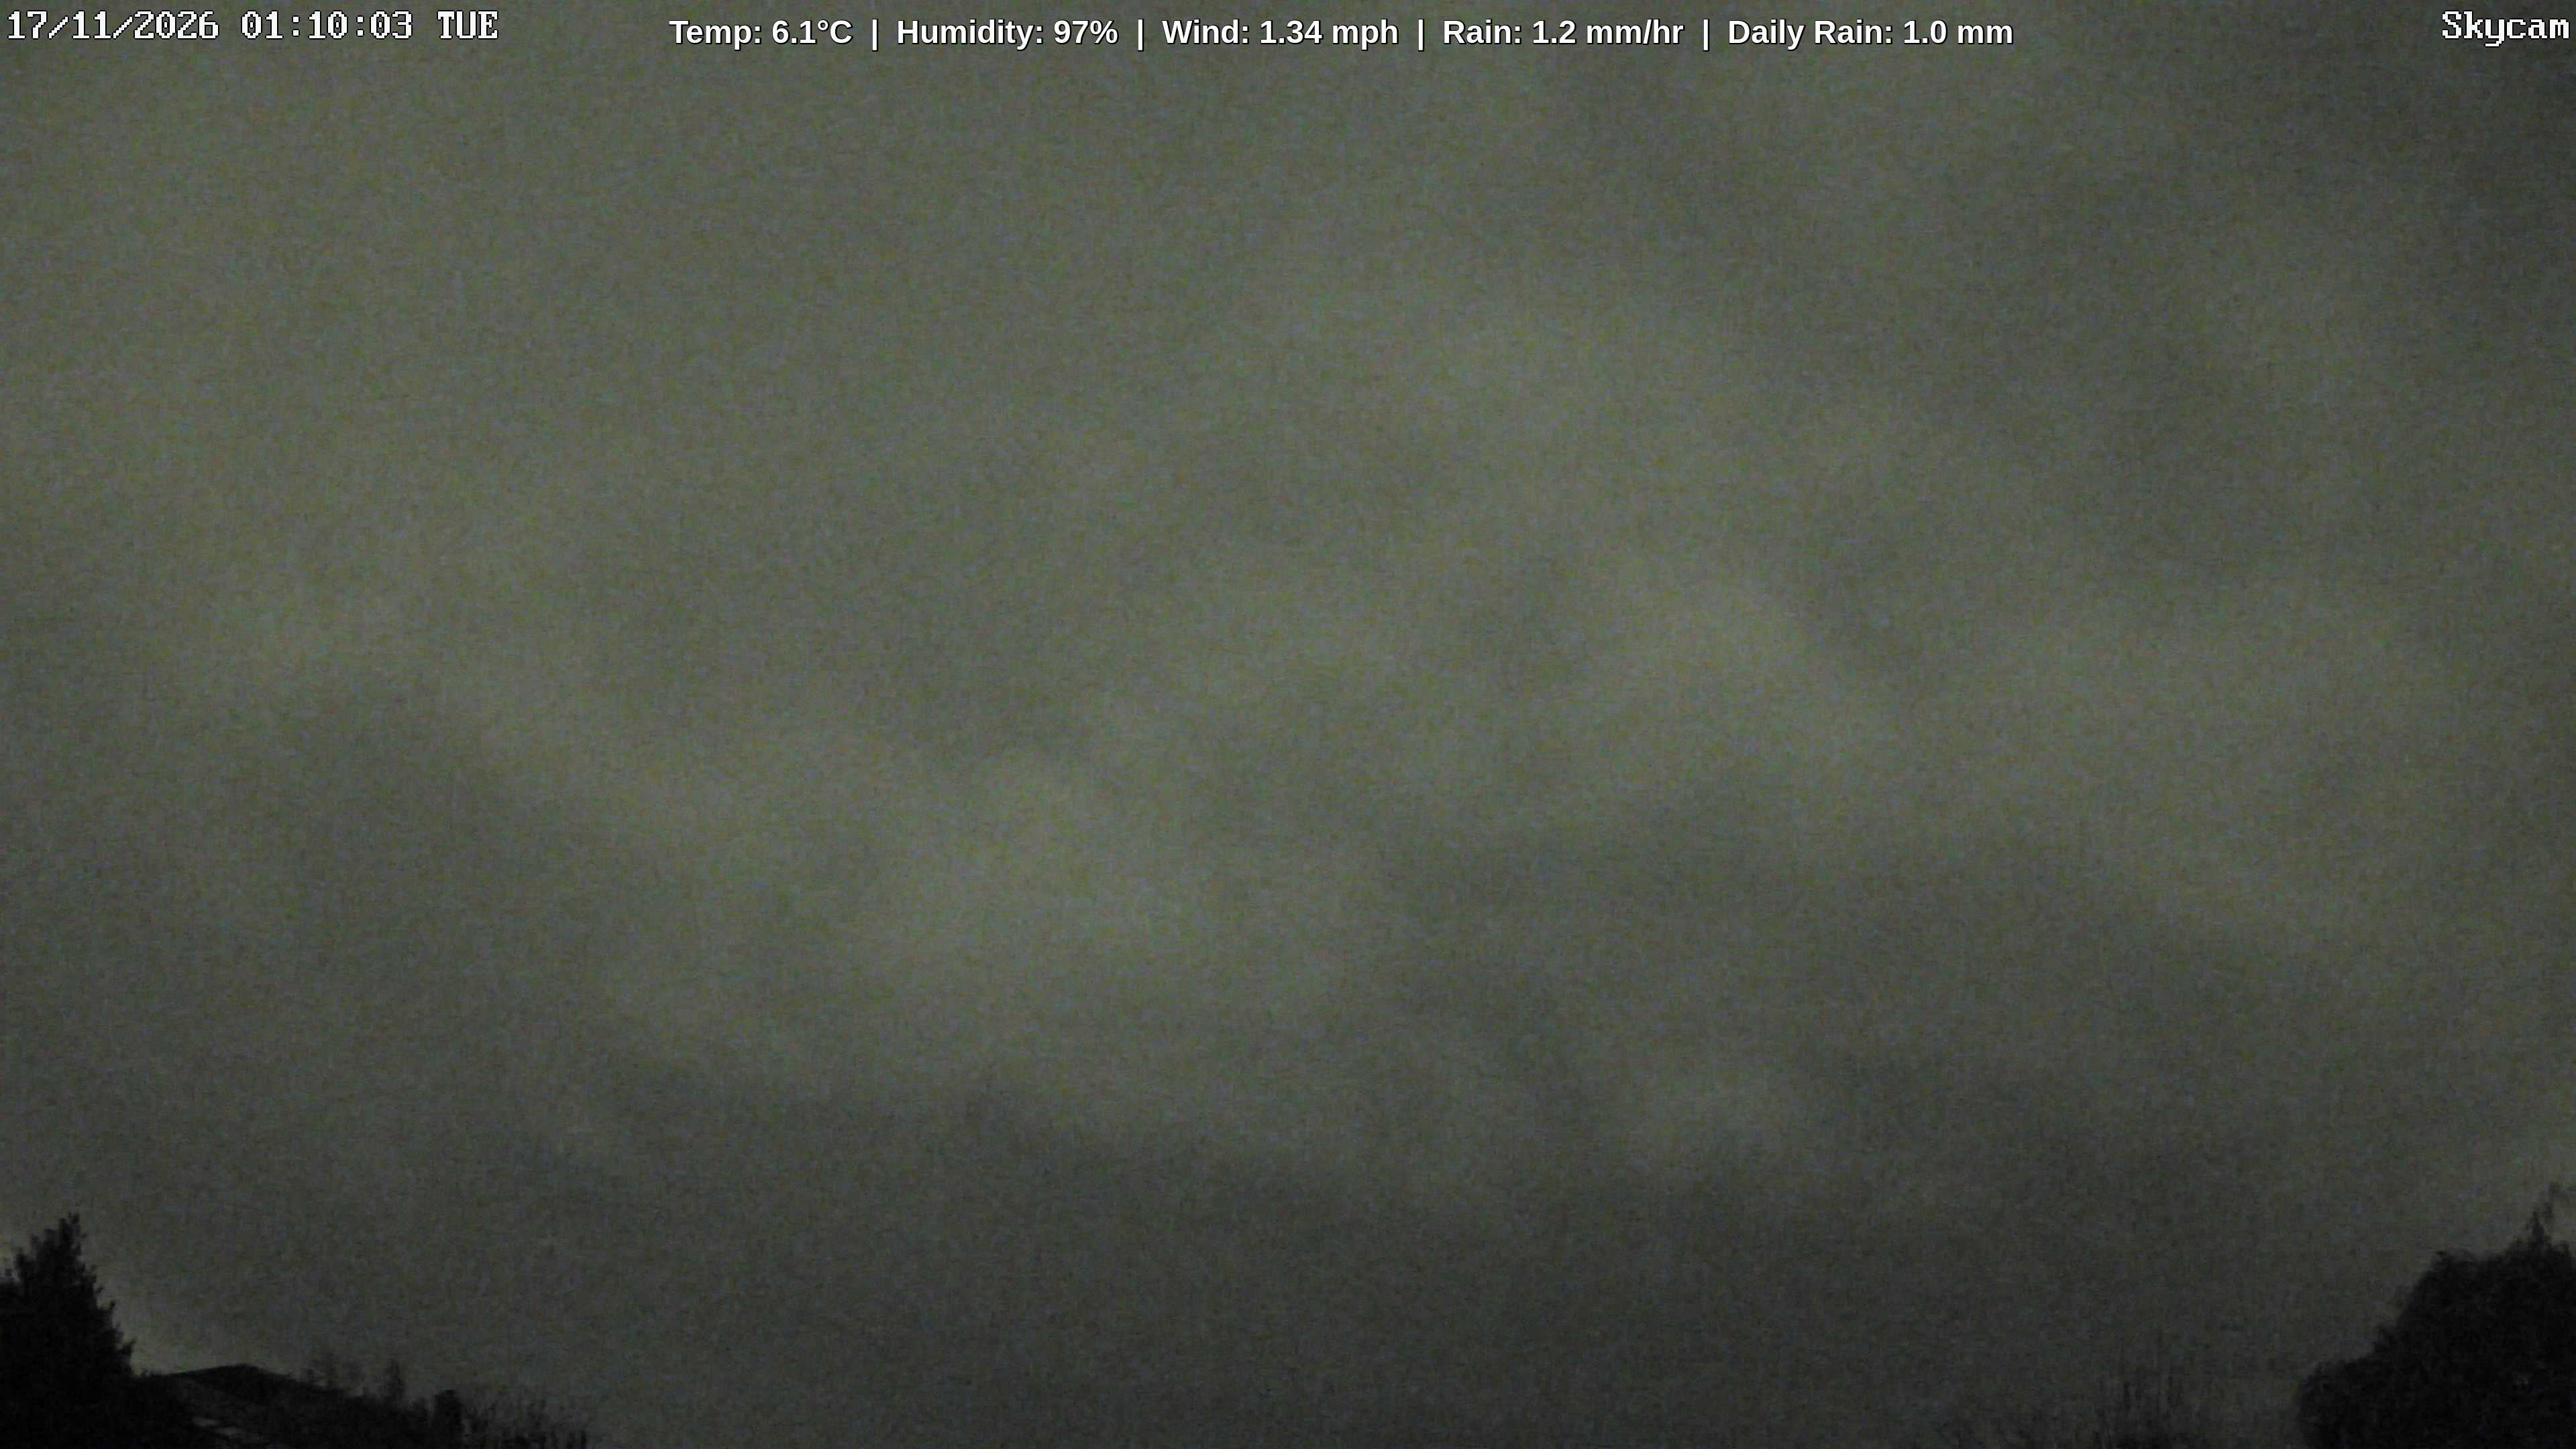 17/11/2026 01:10:03 TUE
Temp: 6.1°C | Humidity: 97% | Wind: 1.34 mph | Rain: 1.2 mm/hr | Daily Rain: 1.0 mm
Skycam